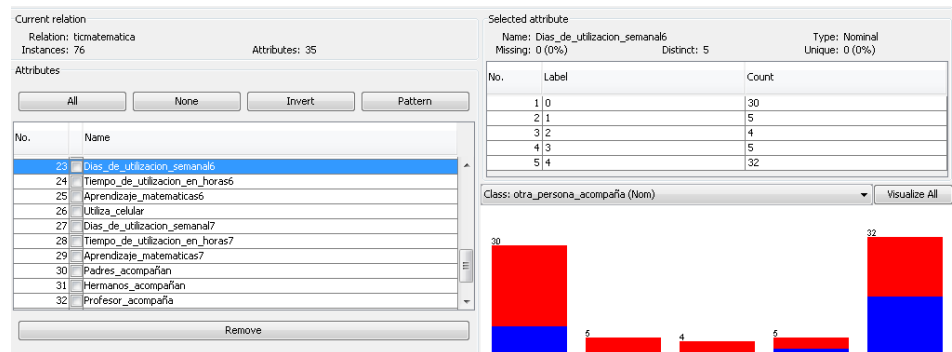 Current relation
Relation: ticmatematica
Instances: 76 Attributes: 35
Attributes
All None Invert Pattern
No. Name
23 Dias_de_utilizacion_semanal6
24 Tiempo_de_utilizacion_en_horas6
25 Aprendizaje_matematicas6
26 Utiliza_celular
27 Dias_de_utilizacion_semanal7
28 Tiempo_de_utilizacion_en_horas7
29 Aprendizaje_matematicas7
30 Padres_acompañan
31 Hermanos_acompañan
32 Profesor_acompaña
Remove
Selected attribute
Name: Dias_de_utilizacion_semanal6 Type: Nominal
Missing: 0 (0%) Distinct: 5 Unique: 0 (0%)
No. Label Count
1 0 30
2 1 5
3 2 4
4 3 5
5 4 32
Class: otra_persona_acompaña (Nom) Visualize All
30 5 4 5 32